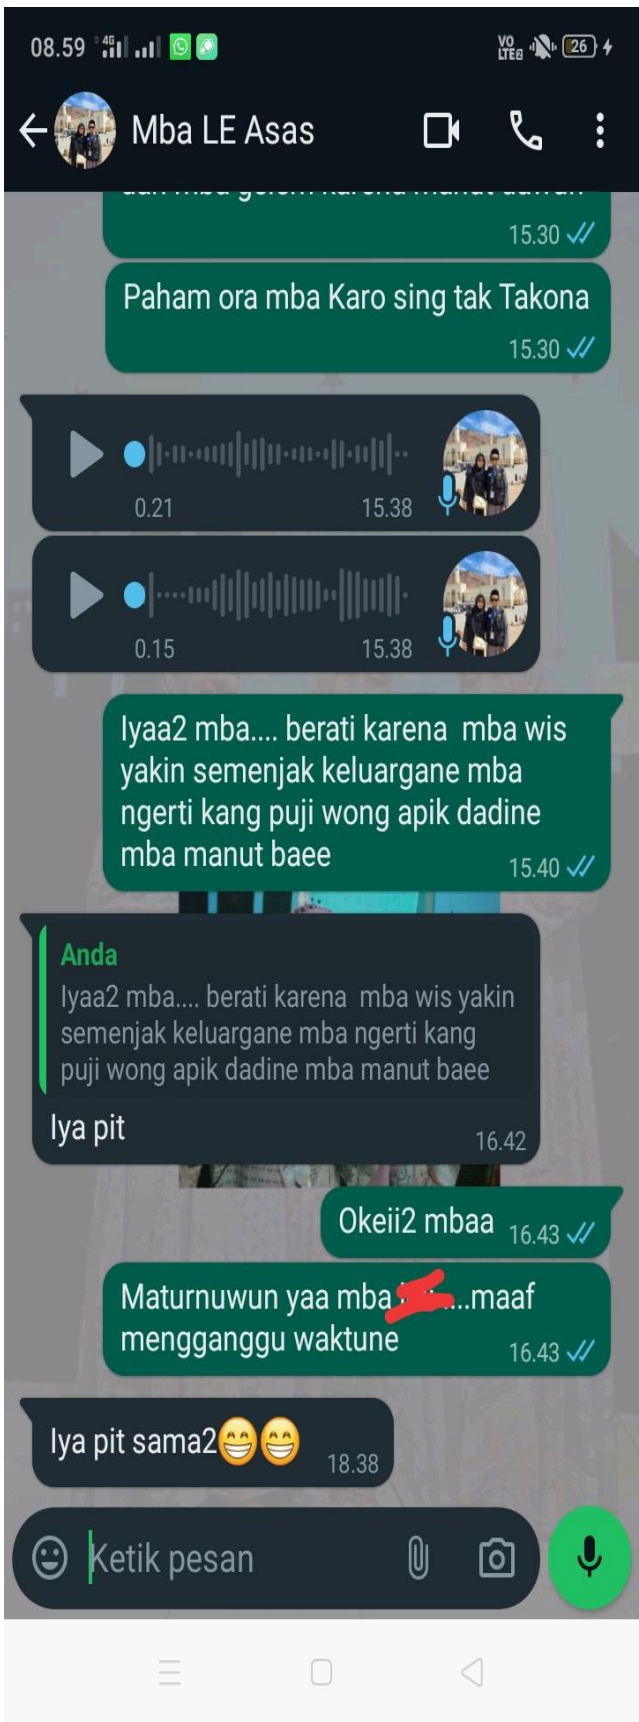 08.59 4G
VO LTE2 26
Mba LE Asas
15.30
Paham ora mba Karo sing tak Takona
15.30
0.21 15.38
0.15 15.38
Iyaa2 mba.... berati karena mba wis
yakin semenjak keluargane mba
ngerti kang puji wong apik dadine
mba manut baee 15.40
Anda
Iyaa2 mba.... berati karena mba wis yakin
semenjak keluargane mba ngerti kang
puji wong apik dadine mba manut baee
Iya pit 16.42
Okeii2 mbaa 16.43
Maturnuwun yaa mba ....maaf
mengganggu waktune 16.43
Iya pit sama2😁😁 18.38
Ketik pesan